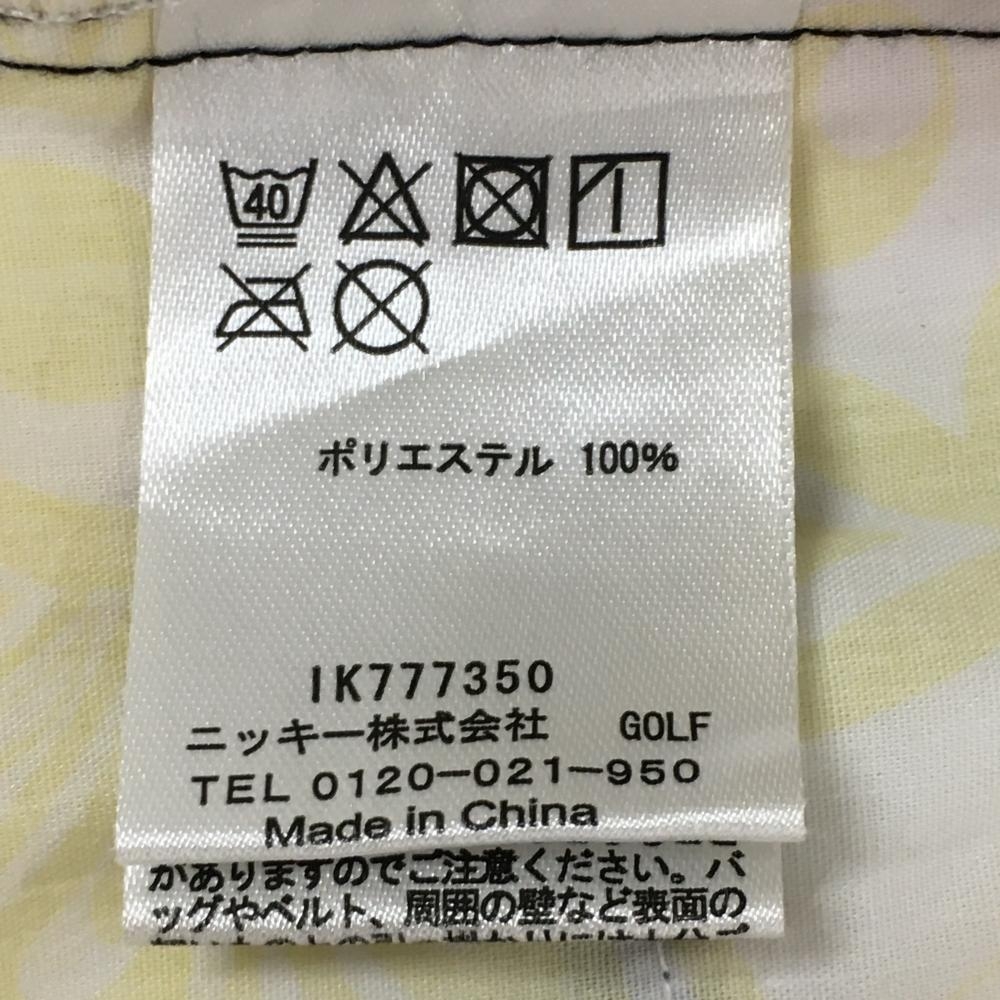 40
ポリエステル 100%
IK777350
ニッキー株式会社 GOLF
TEL 0120-021-950
Made in China
がありますのでご注意ください。バ
ッグやベルト、周囲の壁など表面の